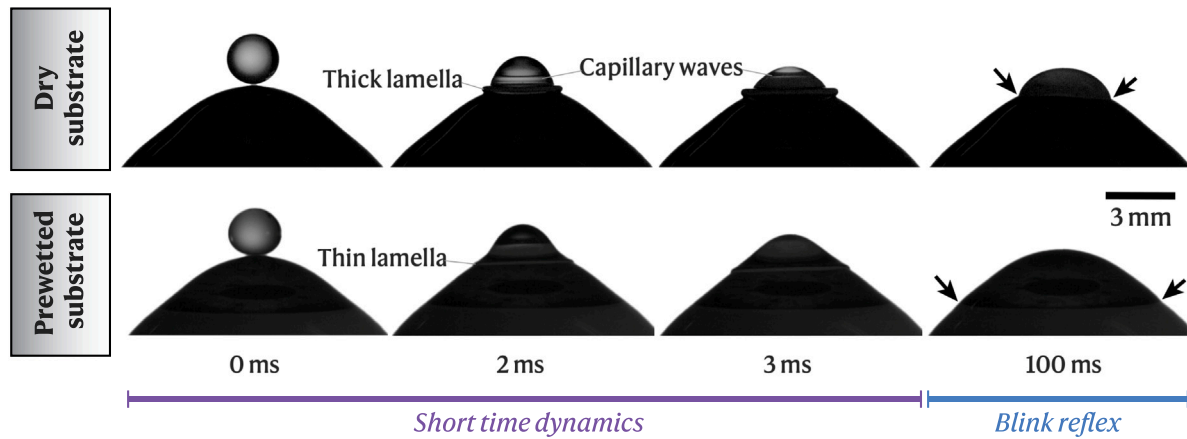 Dry
substrate
Thick lamella
Capillary waves
3 mm
Prewetted
substrate
Thin lamella
0 ms
2 ms
3 ms
100 ms
Short time dynamics
Blink reflex